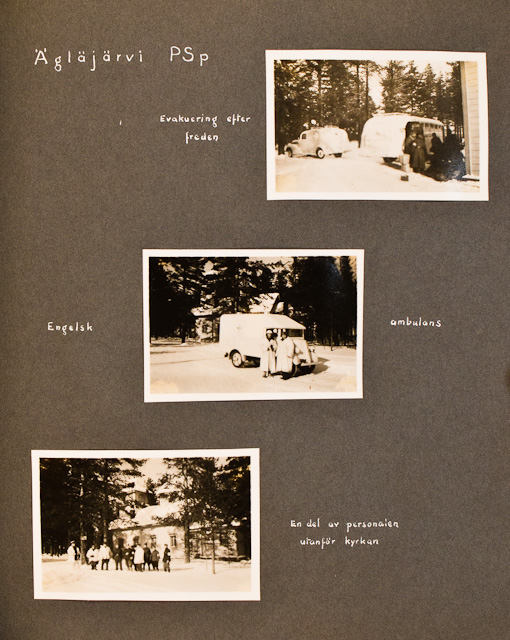 Ägläjärvi PSp
Evakuering efter
freden
Engelsk
ambulans
En del av personalen
utanför kyrkan